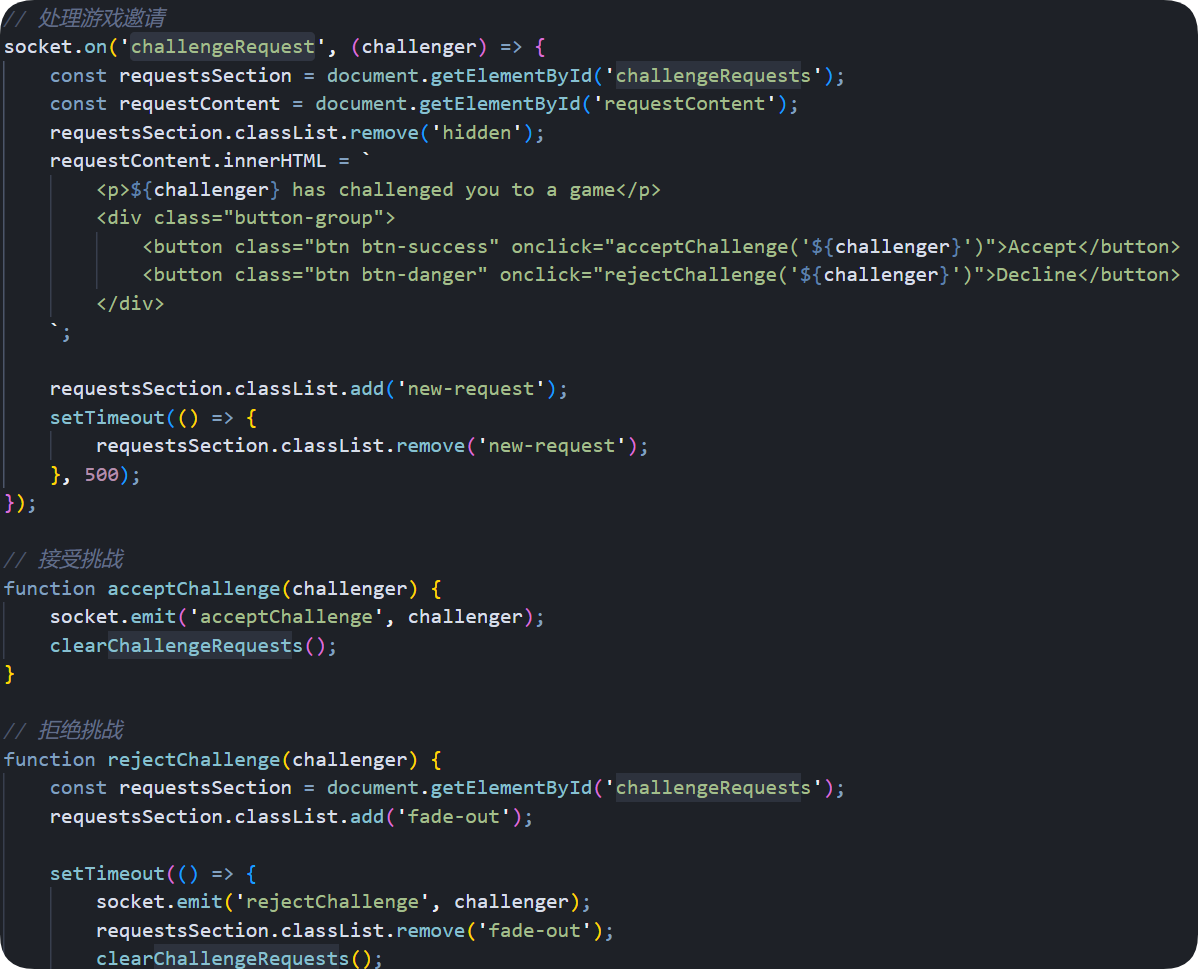 // 处理游戏邀请
socket.on('challengeRequest', (challenger) => {
    const requestsSection = document.getElementById('challengeRequests');
    const requestContent = document.getElementById('requestContent');
    requestsSection.classList.remove('hidden');
    requestContent.innerHTML = `
        <p>${challenger} has challenged you to a game</p>
        <div class="button-group">
            <button class="btn btn-success" onclick="acceptChallenge('${challenger}')">Accept</button>
            <button class="btn btn-danger" onclick="rejectChallenge('${challenger}')">Decline</button>
        </div>
    `;

    requestsSection.classList.add('new-request');
    setTimeout(() => {
        requestsSection.classList.remove('new-request');
    }, 500);
});

// 接受挑战
function acceptChallenge(challenger) {
    socket.emit('acceptChallenge', challenger);
    clearChallengeRequests();
}

// 拒绝挑战
function rejectChallenge(challenger) {
    const requestsSection = document.getElementById('challengeRequests');
    requestsSection.classList.add('fade-out');

    setTimeout(() => {
        socket.emit('rejectChallenge', challenger);
        requestsSection.classList.remove('fade-out');
        clearChallengeRequests();